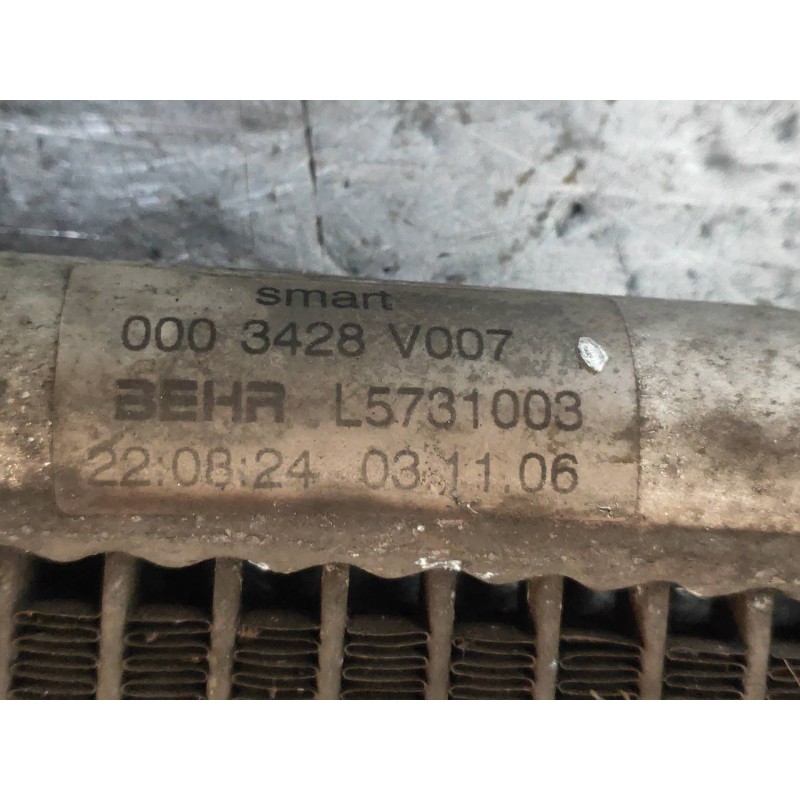 smart
000 3428 V007
BEHR L5731003
22:08:24 03.11.06